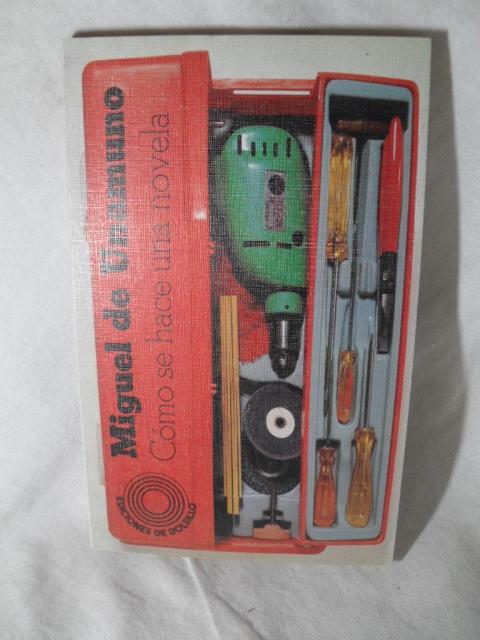 Miguel de Unamuno
Cómo se hace una novela
EDICIONES DE BOLSILLO